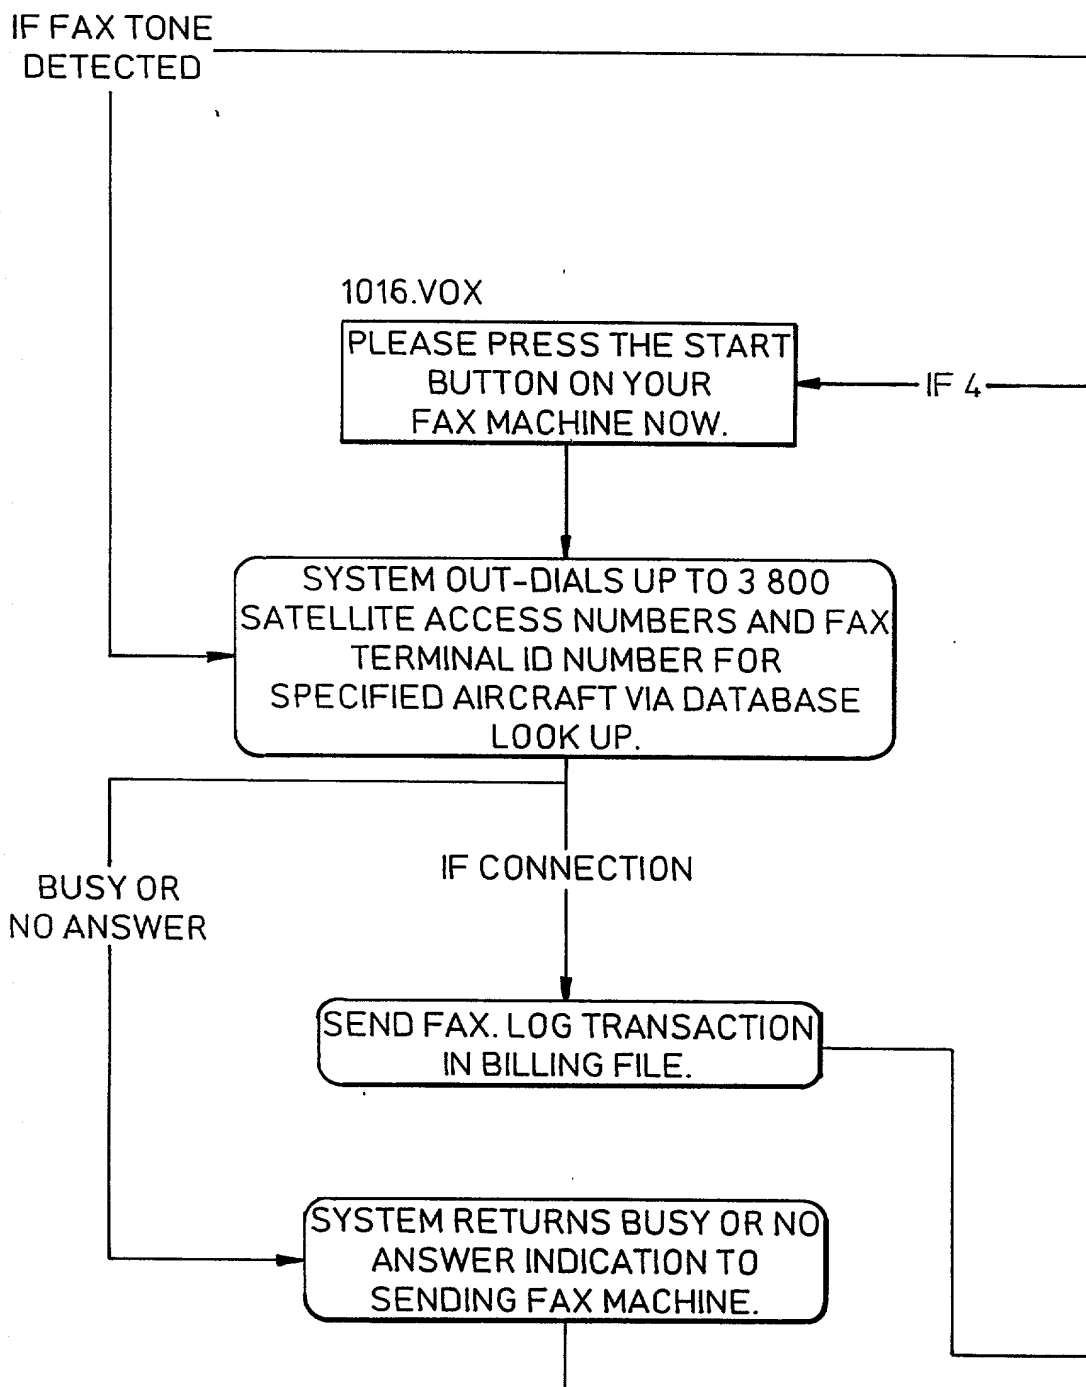 IF FAX TONE
DETECTED
1016.VOX
PLEASE PRESS THE START
BUTTON ON YOUR
FAX MACHINE NOW.
IF 4
SYSTEM OUT-DIALS UP TO 3 800
SATELLITE ACCESS NUMBERS AND FAX
TERMINAL ID NUMBER FOR
SPECIFIED AIRCRAFT VIA DATABASE
LOOK UP.
IF CONNECTION
BUSY OR
NO ANSWER
SEND FAX. LOG TRANSACTION
IN BILLING FILE.
SYSTEM RETURNS BUSY OR NO
ANSWER INDICATION TO
SENDING FAX MACHINE.